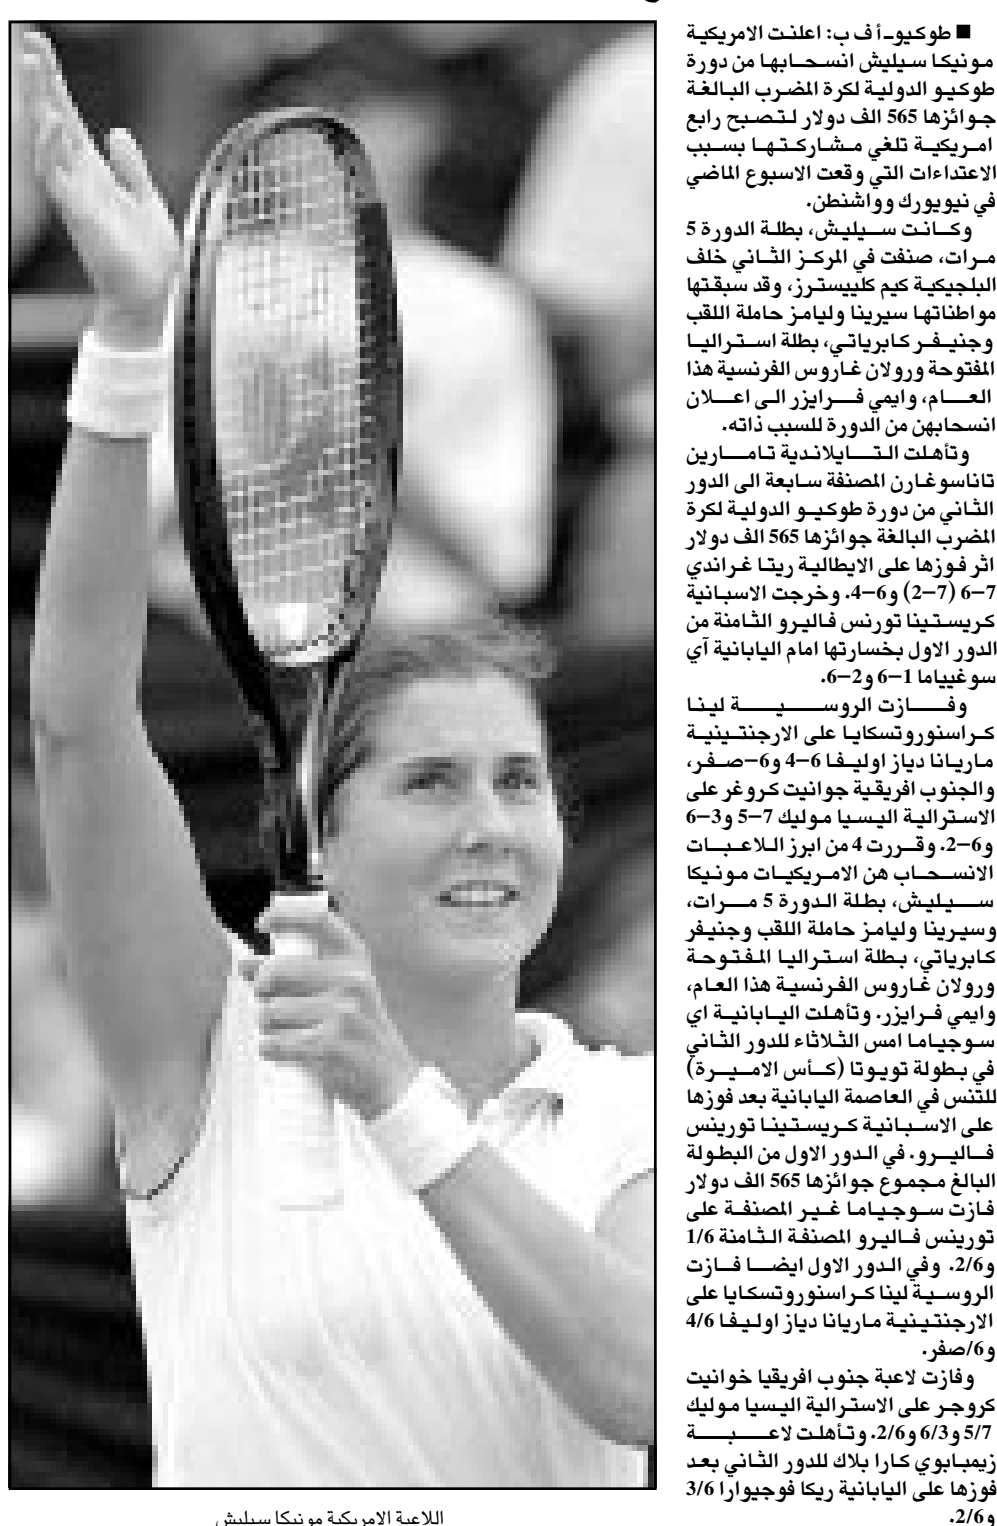 ■ طوكيو-أ ف ب: اعلنت الامريكية
مونيكا سيليش انسحابها من دورة
طوكيو الدولية لكرة المضرب البالغة
جوائزها 565 الف دولار لتصبح رابع
امريكية تلغي مشاركتها بسبب
الاعتداءات التي وقعت الاسبوع الماضي
في نيويورك وواشنطن.
وكانت سيليش، بطلة الدورة 5
مرات، صنفت في المركز الثاني خلف
البلجيكية كيم كلييسترز، وقد سبقتها
مواطناتها سيرينا وليامز حاملة اللقب
وجنيفر كابرياتي، بطلة استراليا
المفتوحة ورولان غاروس الفرنسية هذا
العام، وايمي فرايزر الى اعلان
انسحابهن من الدورة للسبب ذاته.
وتأهلت التايلاندية تامارين
تاناسوغارن المصنفة سابعة الى الدور
الثاني من دورة طوكيو الدولية لكرة
المضرب البالغة جوائزها 565 الف دولار
اثر فوزها على الايطالية ريتا غراندي
7–6 (7–2) و6–4. وخرجت الاسبانية
كريستينا تورنس فاليرو الثامنة من
الدور الاول بخسارتها امام اليابانية آي
سوغيياما 1–6 و2–6.
وفازت الروسية لينا
كراسنوروتسكايا على الارجنتينية
ماريانا دياز اوليفا 6–4 و6–صفر،
والجنوب افريقية جوانيت كروغر على
الاسترالية اليسيا موليك 7–5 و3–6
و6–2. وقررت 4 من ابرز اللاعبات
الانسحاب هن الامريكيات مونيكا
سيليش، بطلة الدورة 5 مرات،
وسيرينا وليامز حاملة اللقب وجنيفر
كابرياتي، بطلة استراليا المفتوحة
ورولان غاروس الفرنسية هذا العام،
وايمي فرايزر. وتأهلت اليابانية اي
سوجياما امس الثلاثاء للدور الثاني
في بطولة تويوتا (كأس الاميرة)
للتنس في العاصمة اليابانية بعد فوزها
على الاسبانية كريستينا تورينس
فاليرو. في الدور الاول من البطولة
البالغ مجموع جوائزها 565 الف دولار
فازت سوجياما غير المصنفة على
تورينس فاليرو المصنفة الثامنة 1/6
و2/6. وفي الدور الاول ايضا فازت
الروسية لينا كراسنوروتسكايا على
الارجنتينية ماريانا دياز اوليفا 4/6
و6/صفر.
وفازت لاعبة جنوب افريقيا خوانيت
كروجر على الاسترالية اليسيا موليك
5/7 و6/3 و2/6. وتأهلت لاعبة
زيمبابوي كارا بلاك للدور الثاني بعد
فوزها على اليابانية ريكا فوجيوارا 3/6
و2/6.
اللاعبة الامريكية مونيكا سيليش